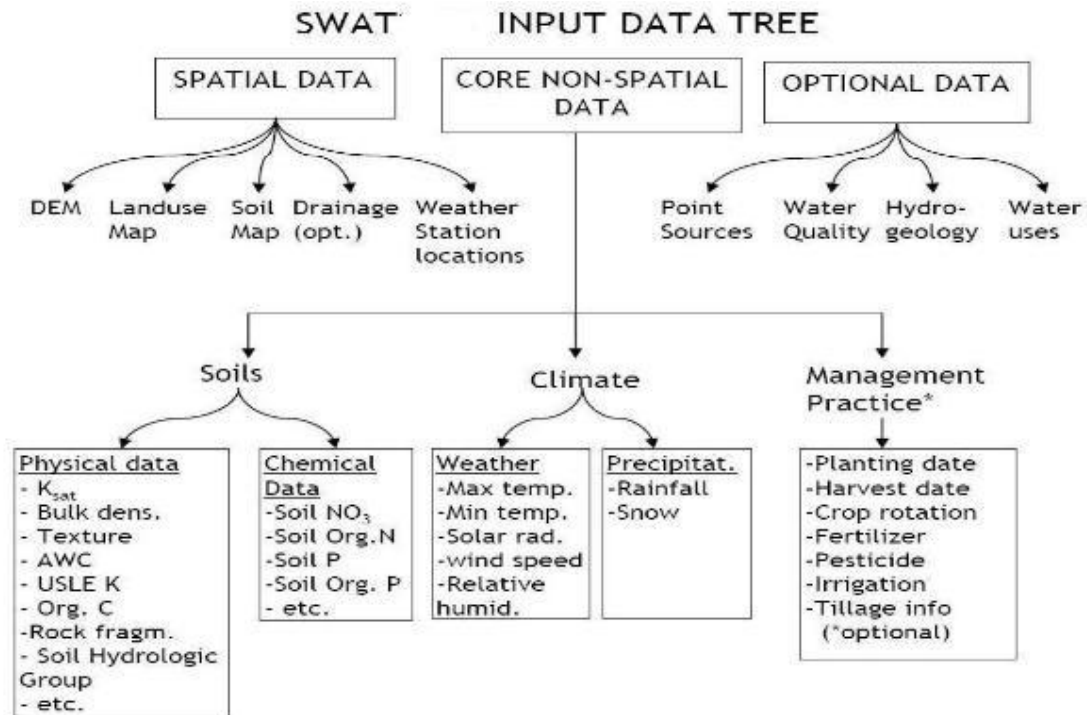 SWAT INPUT DATA TREE
SPATIAL DATA
CORE NON-SPATIAL
DATA
OPTIONAL DATA
DEM
Landuse
Map
Soil
Map
Drainage
(opt.)
Weather
Station
locations
Point
Sources
Water
Quality
Hydro-
geology
Water
uses
Soils
Climate
Management
Practice*
Physical data
- Ksat
- Bulk dens.
- Texture
- AWC
- USLE K
- Org. C
-Rock fragm.
- Soil Hydrologic
Group
- etc.
Chemical
Data
-Soil NO3
-Soil Org.N
-Soil P
-Soil Org. P
- etc.
Weather
-Max temp.
-Min temp.
-Solar rad.
-wind speed
-Relative
humid.
Precipitat.
-Rainfall
-Snow
-Planting date
-Harvest date
-Crop rotation
-Fertilizer
-Pesticide
-Irrigation
-Tillage info
(*optional)